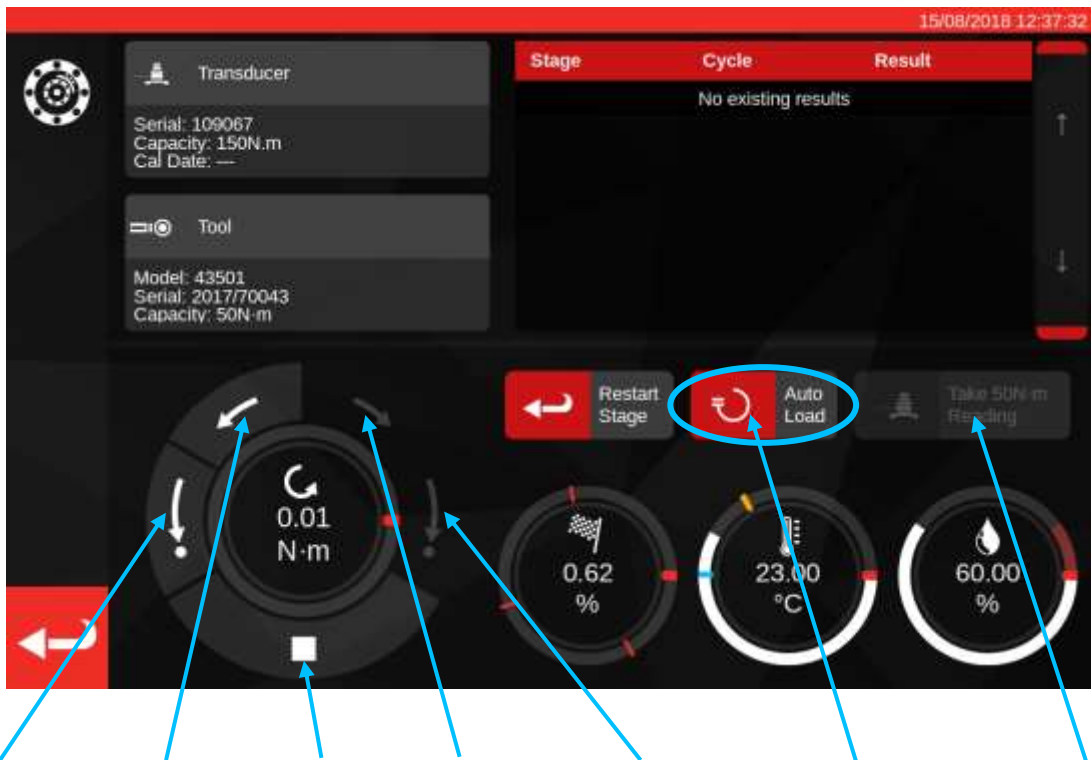 15/08/2018 12:37:32
Transducer
Serial: 109067
Capacity: 150N.m
Cal Date: ---
Tool
Model: 43501
Serial: 2017/70043
Capacity: 50N·m
Stage Cycle Result
No existing results
↑
↓
Restart
Stage
Auto
Load
Take 50N·m
Reading
0.01
N·m
0.62
%
23.00
°C
60.00
%